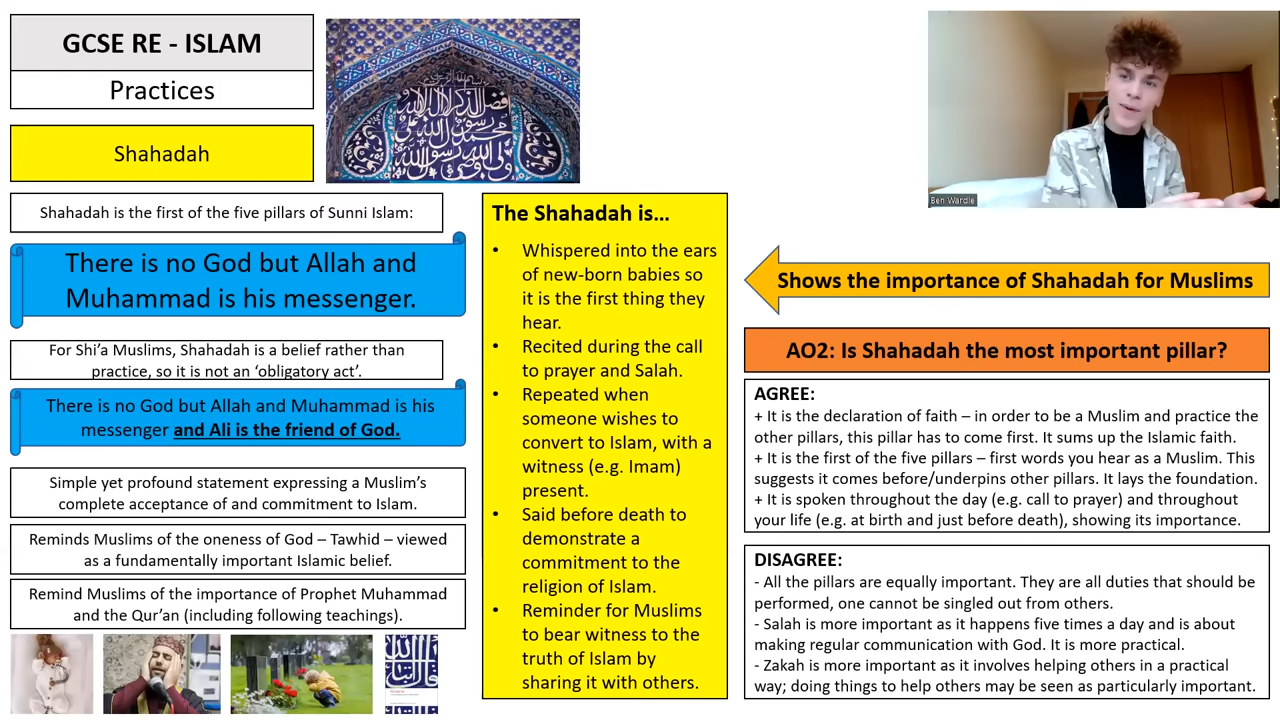 GCSE RE - ISLAM
Practices
Shahadah
Shahadah is the first of the five pillars of Sunni Islam:
There is no God but Allah and
Muhammad is his messenger.
For Shi’a Muslims, Shahadah is a belief rather than
practice, so it is not an ‘obligatory act’.
There is no God but Allah and Muhammad is his
messenger and Ali is the friend of God.
Simple yet profound statement expressing a Muslim’s
complete acceptance of and commitment to Islam.
Reminds Muslims of the oneness of God – Tawhid – viewed
as a fundamentally important Islamic belief.
Remind Muslims of the importance of Prophet Muhammad
and the Qur’an (including following teachings).
The Shahadah is…
• Whispered into the ears
of new-born babies so
it is the first thing they
hear.
• Recited during the call
to prayer and Salah.
• Repeated when
someone wishes to
convert to Islam, with a
witness (e.g. Imam)
present.
• Said before death to
demonstrate a
commitment to the
religion of Islam.
• Reminder for Muslims
to bear witness to the
truth of Islam by
sharing it with others.
Ben Wardle
Shows the importance of Shahadah for Muslims
AO2: Is Shahadah the most important pillar?
AGREE:
+ It is the declaration of faith – in order to be a Muslim and practice the
other pillars, this pillar has to come first. It sums up the Islamic faith.
+ It is the first of the five pillars – first words you hear as a Muslim. This
suggests it comes before/underpins other pillars. It lays the foundation.
+ It is spoken throughout the day (e.g. call to prayer) and throughout
your life (e.g. at birth and just before death), showing its importance.
DISAGREE:
- All the pillars are equally important. They are all duties that should be
performed, one cannot be singled out from others.
- Salah is more important as it happens five times a day and is about
making regular communication with God. It is more practical.
- Zakah is more important as it involves helping others in a practical
way; doing things to help others may be seen as particularly important.